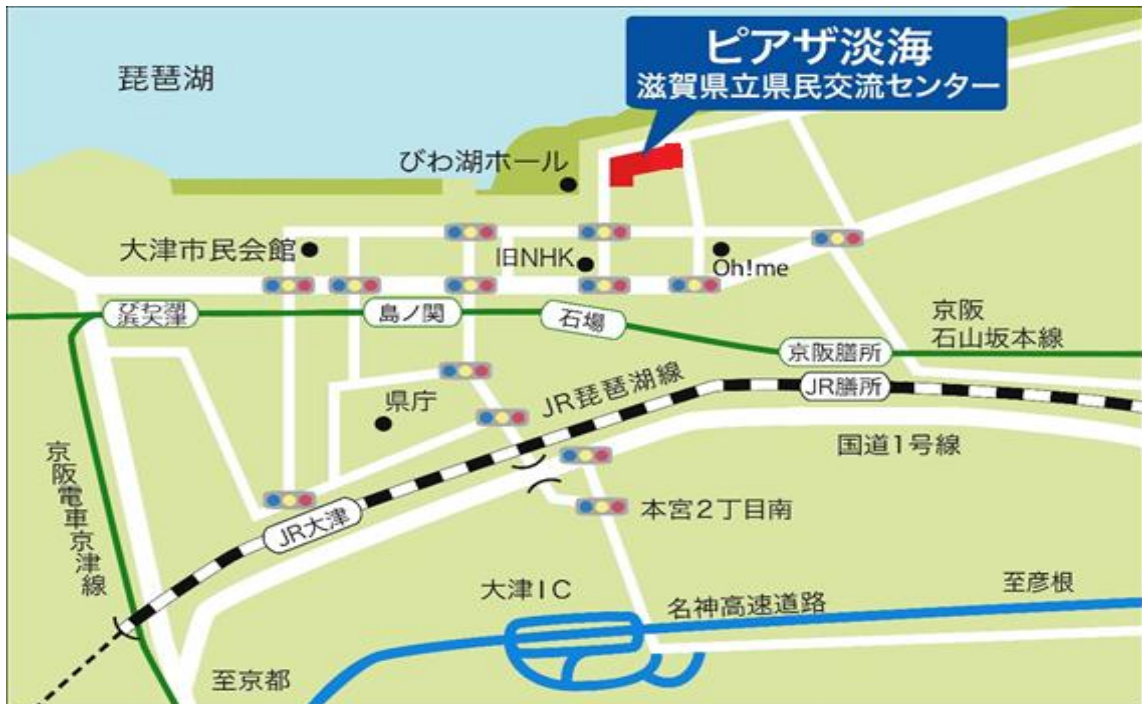 ピアザ淡海
滋賀県立県民交流センター
琵琶湖
びわ湖ホール
大津市民会館
旧NHK
Oh!me
びわ湖
浜大津
島ノ関
石場
京阪
石山坂本線
京阪膳所
JR膳所
JR琵琶湖線
県庁
国道1号線
京阪電車京津線
JR大津
本宮2丁目南
大津IC
名神高速道路
至彦根
至京都